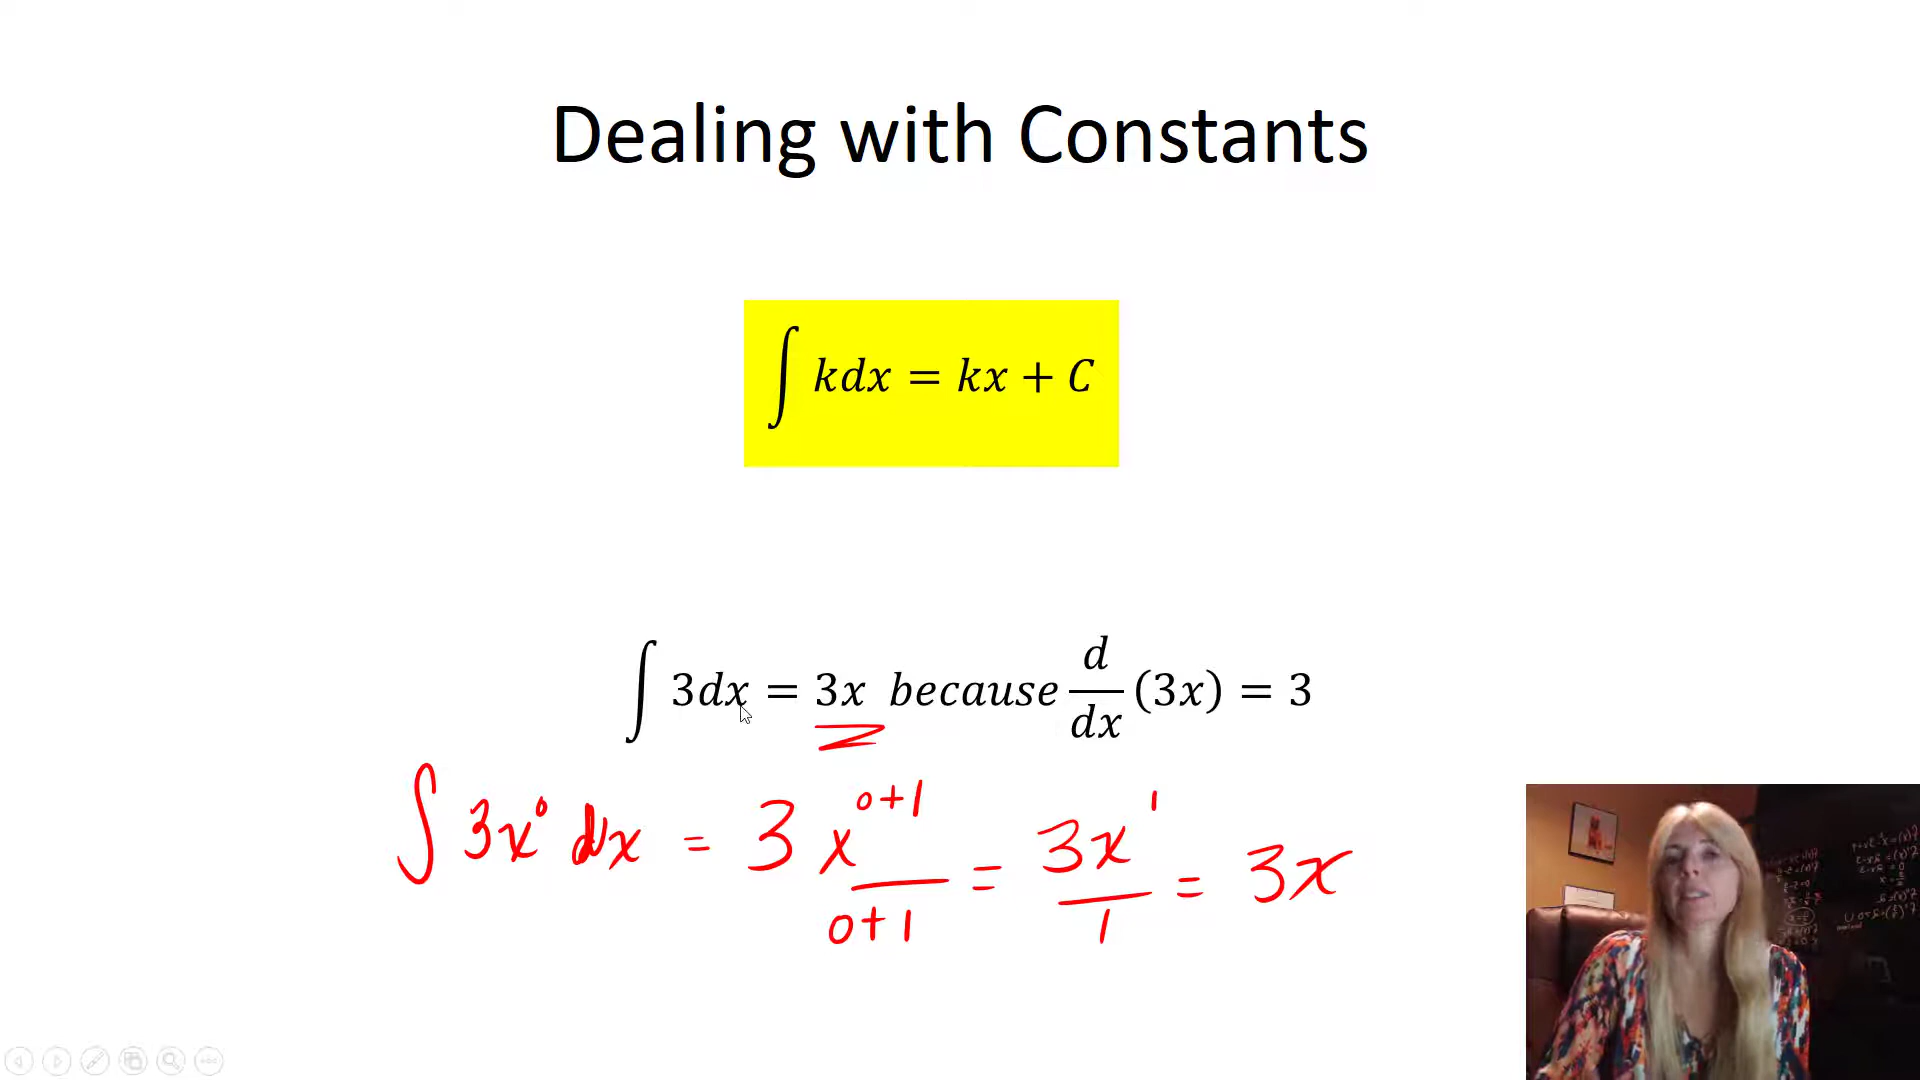 Dealing with Constants
∫ kdx = kx + C
∫ 3dx = 3x because d/dx (3x) = 3
∫ 3x⁰ dx = 3 x⁰⁺¹/0+1 = 3x¹/1 = 3x